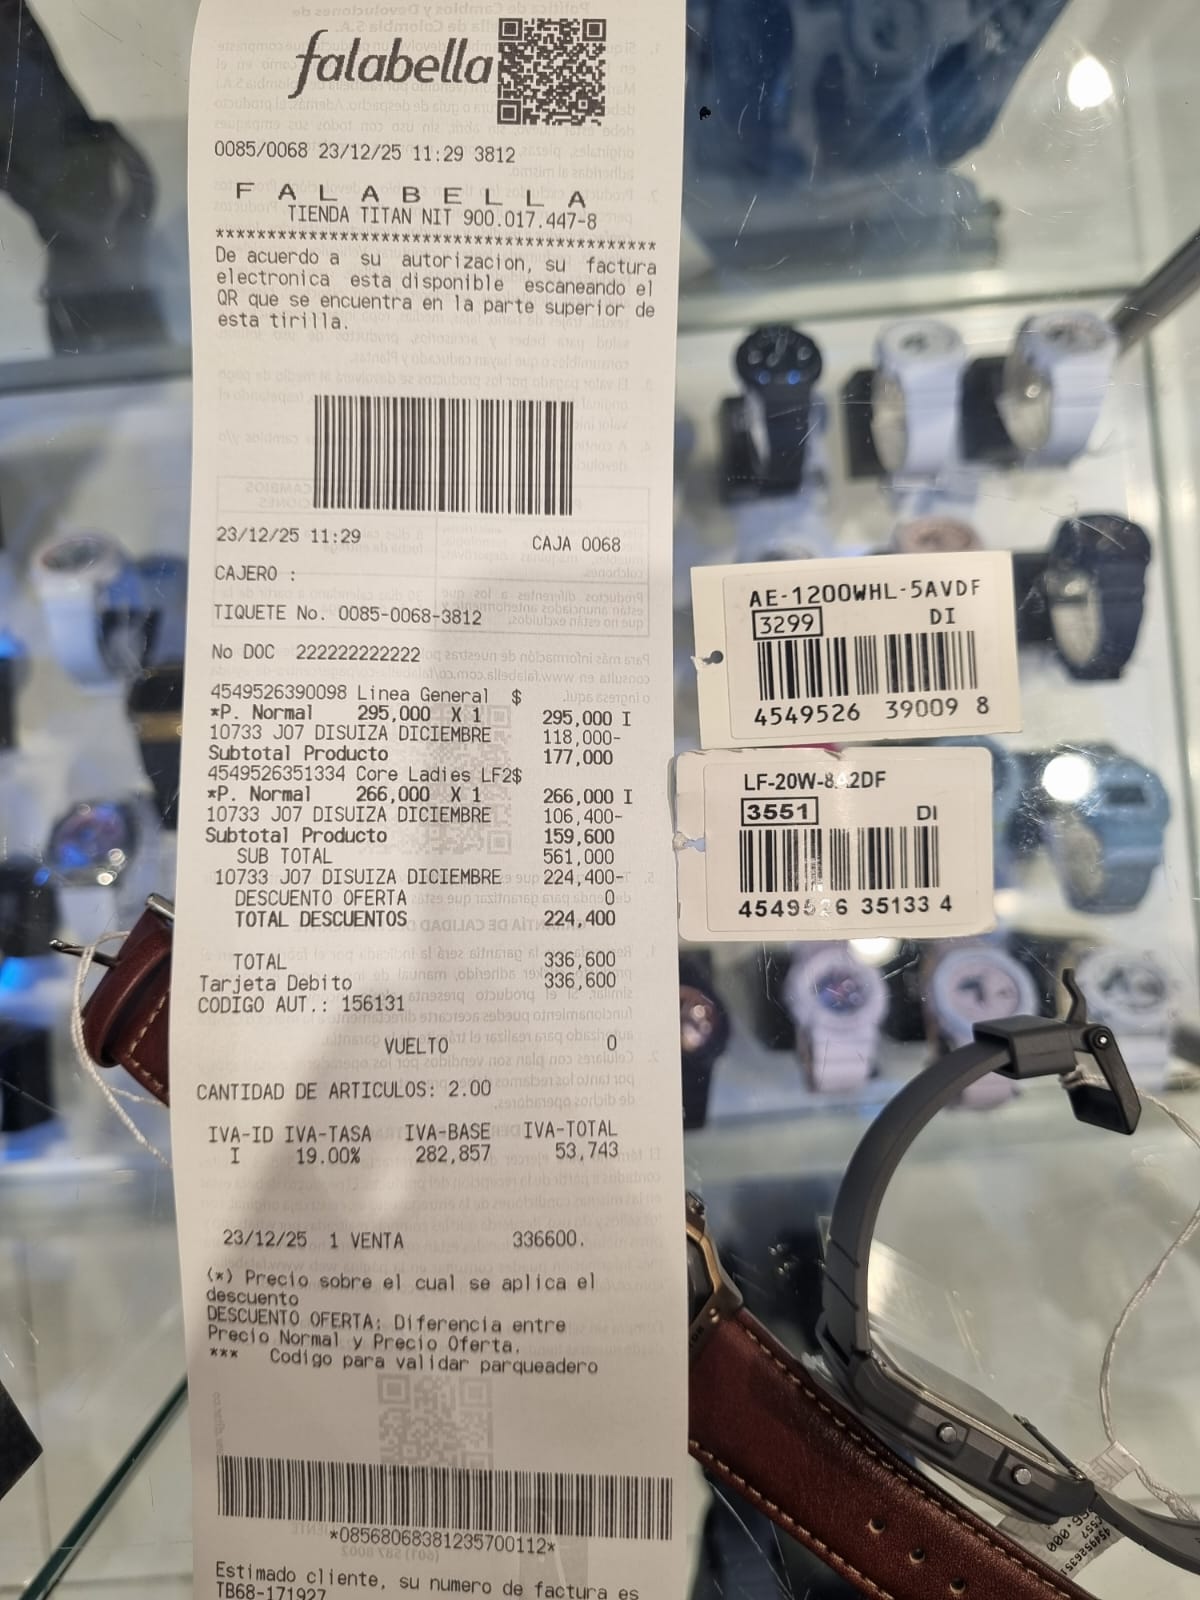 falabella
0085/0068 23/12/25 11:29 3812
F A L A B E L L A
TIENDA TITAN NIT 900.017.447-8
******************************************
De acuerdo a su autorizacion, su factura
electronica esta disponible escaneando el
QR que se encuentra en la parte superior de
esta tirilla.
23/12/25 11:29 CAJA 0068
CAJERO :
TIQUETE No. 0085-0068-3812
No DOC 222222222222
4549526390098 Linea General $
*P. Normal 295,000 X 1 295,000 I
10733 J07 DISUIZA DICIEMBRE 118,000-
Subtotal Producto 177,000
4549526351334 Core Ladies LF2$
*P. Normal 266,000 X 1 266,000 I
10733 J07 DISUIZA DICIEMBRE 106,400-
Subtotal Producto 159,600
SUB TOTAL 561,000
10733 J07 DISUIZA DICIEMBRE 224,400-
DESCUENTO OFERTA 0
TOTAL DESCUENTOS 224,400
TOTAL 336,600
Tarjeta Debito 336,600
CODIGO AUT.: 156131
VUELTO 0
CANTIDAD DE ARTICULOS: 2.00
IVA-ID IVA-TASA IVA-BASE IVA-TOTAL
I 19.00% 282,857 53,743
23/12/25 1 VENTA 336600.
(*) Precio sobre el cual se aplica el
descuento
DESCUENTO OFERTA: Diferencia entre
Precio Normal y Precio Oferta.
*** Codigo para validar parqueadero
*08568068381235700112*
Estimado cliente, su numero de factura es
TB68-171927
AE-1200WHL-5AVDF
3299 DI
4549526 39009 8
LF-20W-8A2DF
3551 DI
4549526 35133 4